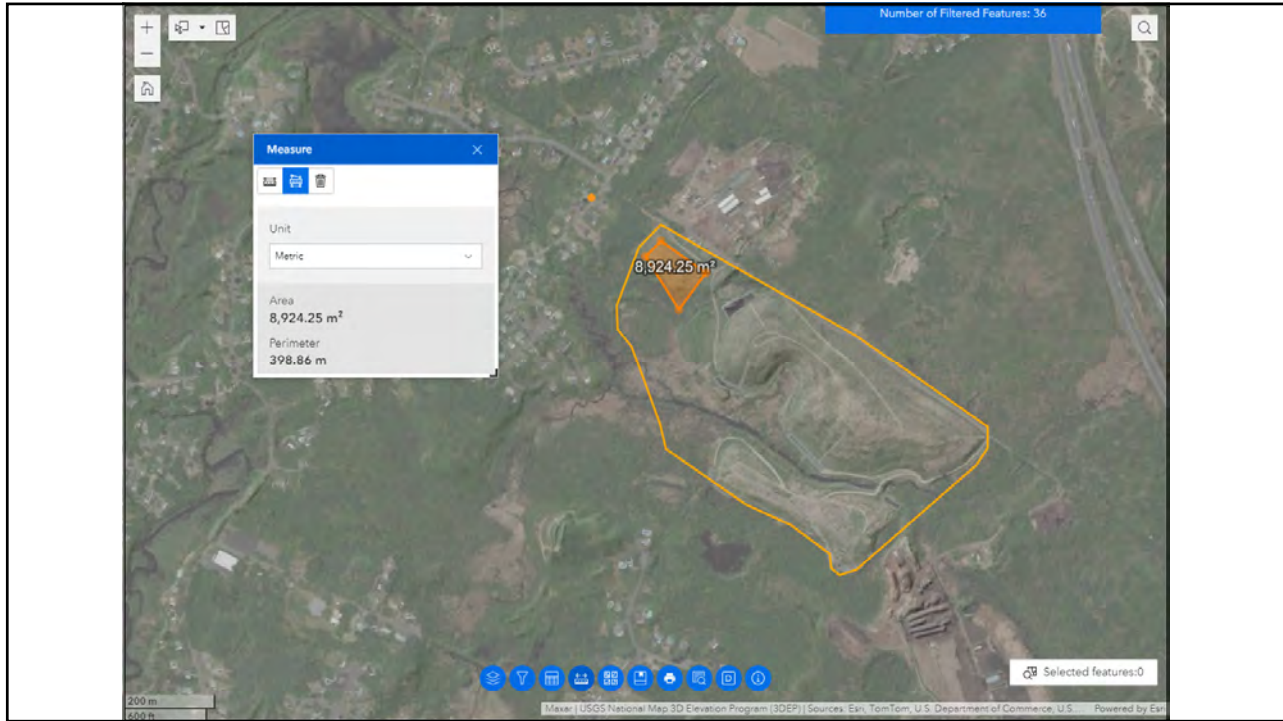 Number of Filtered Features: 36
Measure
Unit
Metric
Area
8,924.25 m²
Perimeter
398.86 m
8,924.25 m²
Selected features:0
200 m
600 ft
Maxar | USGS National Map 3D Elevation Program (3DEP) | Sources: Esri, TomTom, U.S. Department of Commerce, U.S... Powered by Esri